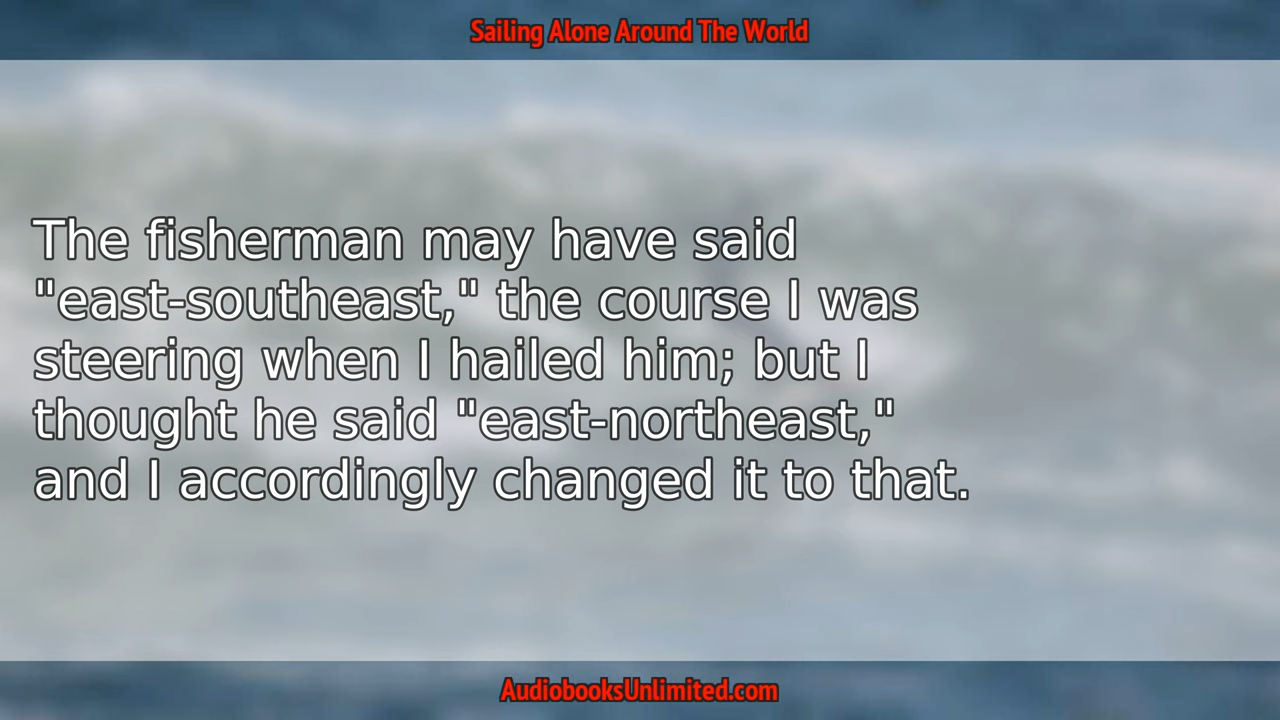 Sailing Alone Around The World
The fisherman may have said
"east-southeast," the course I was
steering when I hailed him; but I
thought he said "east-northeast,"
and I accordingly changed it to that.
AudiobooksUnlimited.com